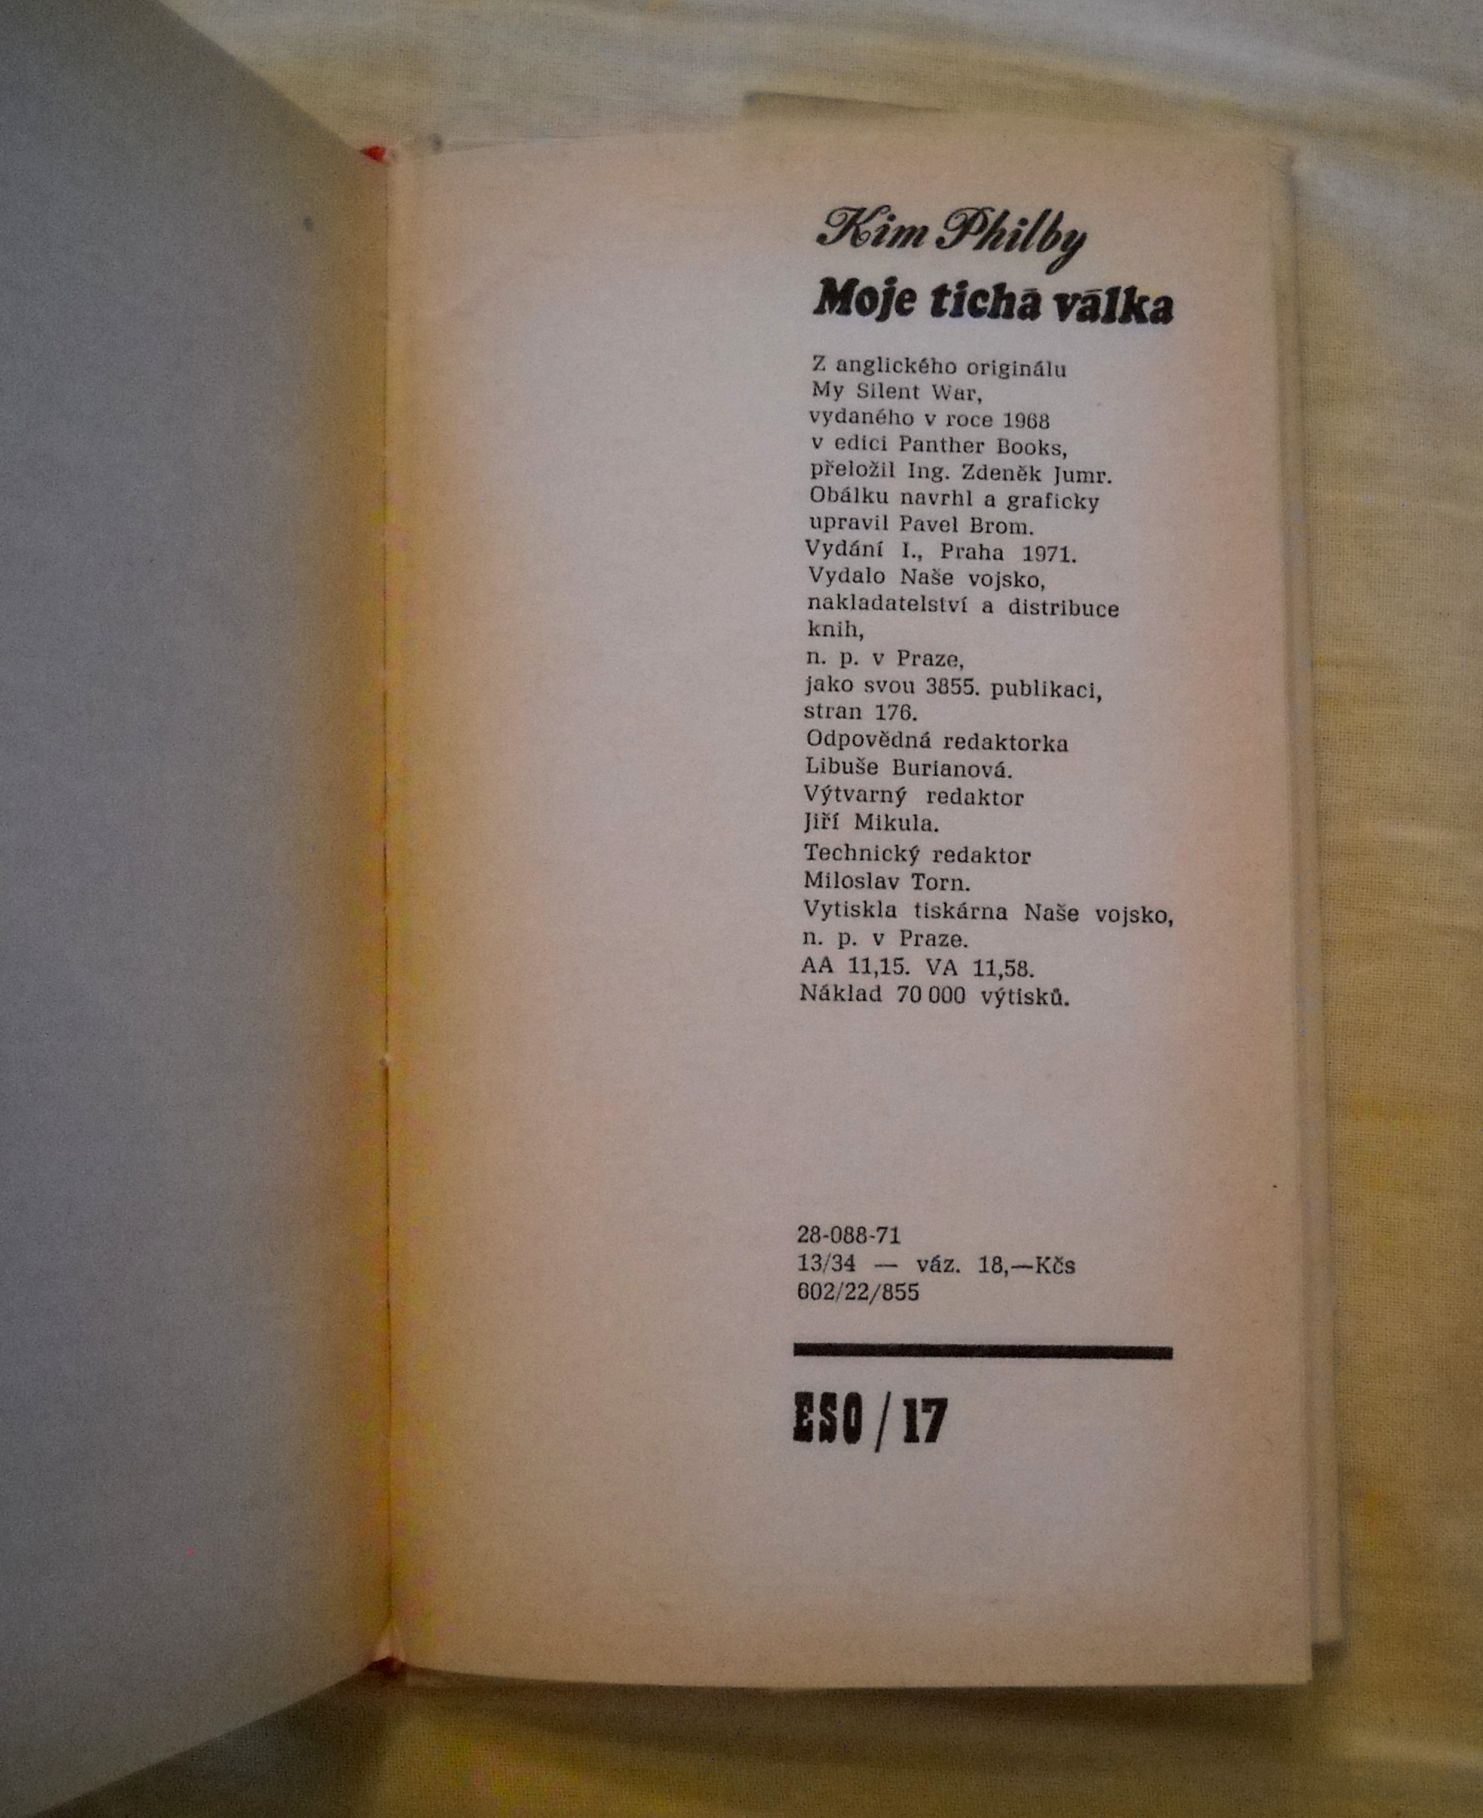 Kim Philby
Moje tichá válka
Z anglického originálu
My Silent War,
vydaného v roce 1968
v edici Panther Books,
přeložil Ing. Zdeněk Jumr.
Obálku navrhl a graficky
upravil Pavel Brom.
Vydání I., Praha 1971.
Vydalo Naše vojsko,
nakladatelství a distribuce
knih,
n. p. v Praze,
jako svou 3855. publikaci,
stran 176.
Odpovědná redaktorka
Libuše Burianová.
Výtvarný redaktor
Jiří Mikula.
Technický redaktor
Miloslav Torn.
Vytiskla tiskárna Naše vojsko,
n. p. v Praze.
AA 11,15. VA 11,58.
Náklad 70 000 výtisků.
28-088-71
13/34 — váz. 18,—Kčs
602/22/855
ESO / 17